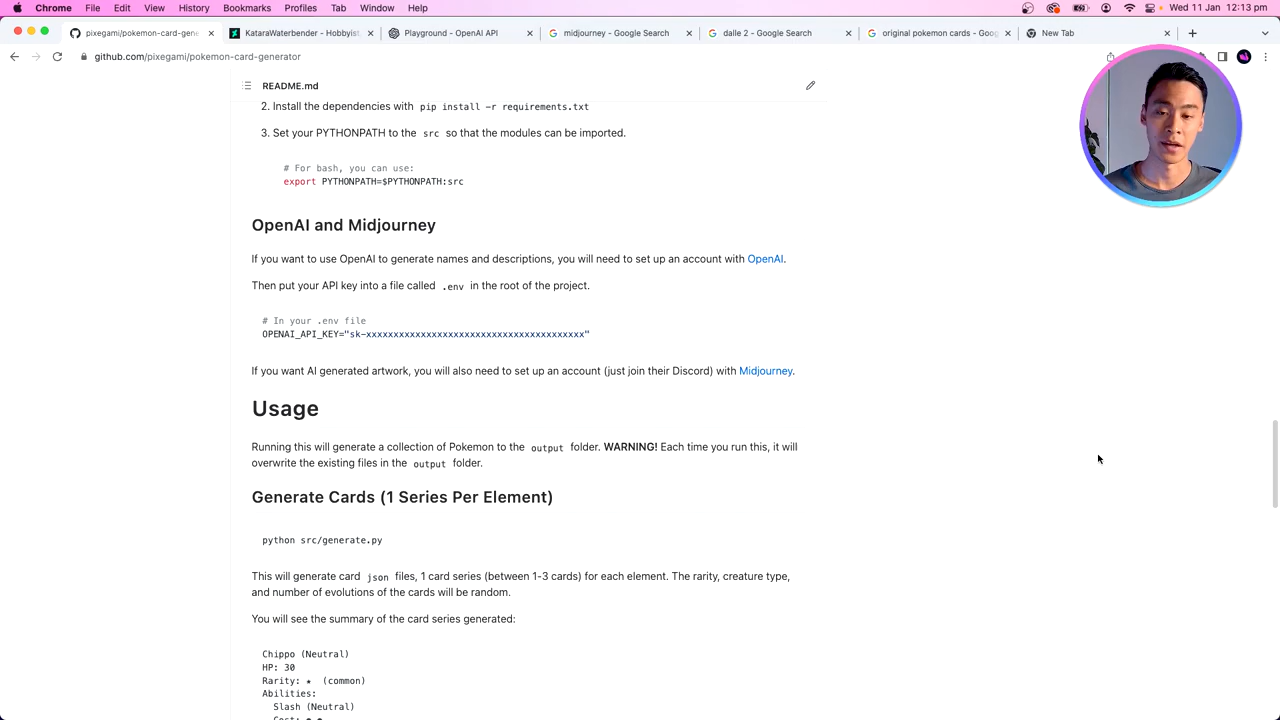 Chrome File Edit View History Bookmarks Profiles Tab Window Help Wed 11 Jan 12:13 pm
pixegami/pokemon-card-gene KataraWaterbender - Hobbyist Playground - OpenAI API midjourney - Google Search dalle 2 - Google Search original pokemon cards - Goog New Tab
github.com/pixegami/pokemon-card-generator
README.md
2. Install the dependencies with pip install -r requirements.txt
3. Set your PYTHONPATH to the src so that the modules can be imported.
# For bash, you can use:
export PYTHONPATH=$PYTHONPATH:src
OpenAI and Midjourney
If you want to use OpenAI to generate names and descriptions, you will need to set up an account with OpenAI.
Then put your API key into a file called .env in the root of the project.
# In your .env file
OPENAI_API_KEY="sk-xxxxxxxxxxxxxxxxxxxxxxxxxxxxxxxxxxxxxxxx"
If you want AI generated artwork, you will also need to set up an account (just join their Discord) with Midjourney.
Usage
Running this will generate a collection of Pokemon to the output folder. WARNING! Each time you run this, it will
overwrite the existing files in the output folder.
Generate Cards (1 Series Per Element)
python src/generate.py
This will generate card json files, 1 card series (between 1-3 cards) for each element. The rarity, creature type,
and number of evolutions of the cards will be random.
You will see the summary of the card series generated:
Chippo (Neutral)
HP: 30
Rarity: ★ (common)
Abilities:
Slash (Neutral)
Cost: ● ●